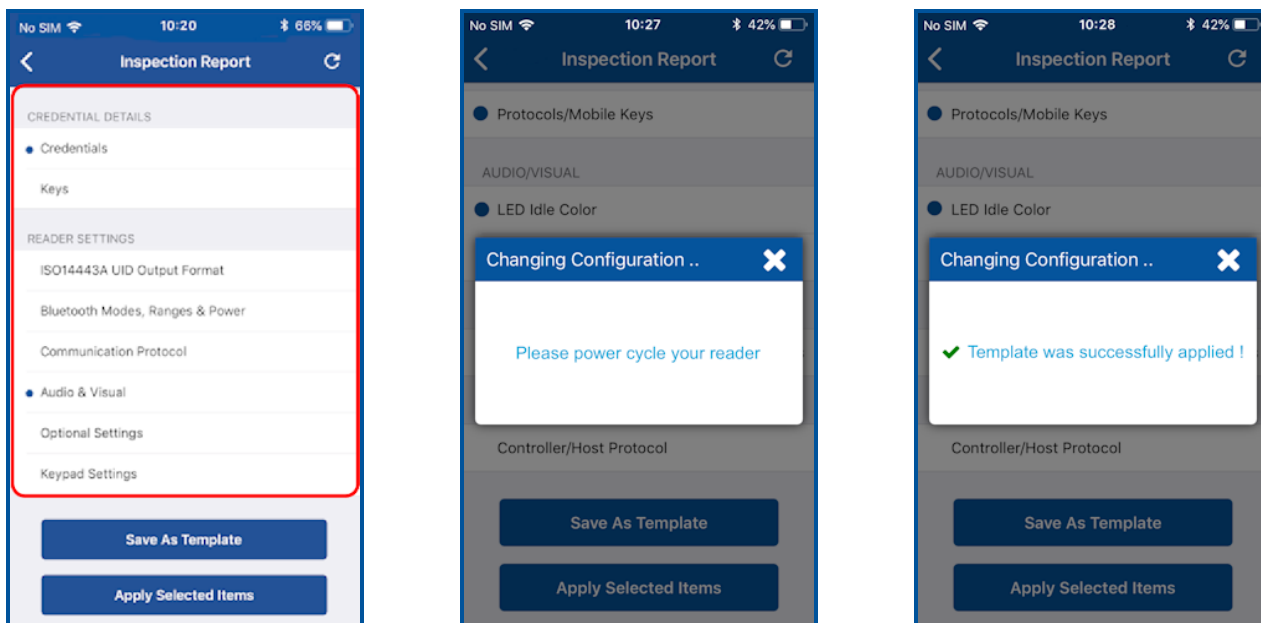 No SIM 10:20 66%
Inspection Report
CREDENTIAL DETAILS
Credentials
Keys
READER SETTINGS
ISO14443A UID Output Format
Bluetooth Modes, Ranges & Power
Communication Protocol
Audio & Visual
Optional Settings
Keypad Settings
Save As Template
Apply Selected Items
No SIM 10:27 42%
Inspection Report
Protocols/Mobile Keys
AUDIO/VISUAL
LED Idle Color
Changing Configuration ..
Please power cycle your reader
Controller/Host Protocol
Save As Template
Apply Selected Items
No SIM 10:28 42%
Inspection Report
Protocols/Mobile Keys
AUDIO/VISUAL
LED Idle Color
Changing Configuration ..
Template was successfully applied !
Controller/Host Protocol
Save As Template
Apply Selected Items